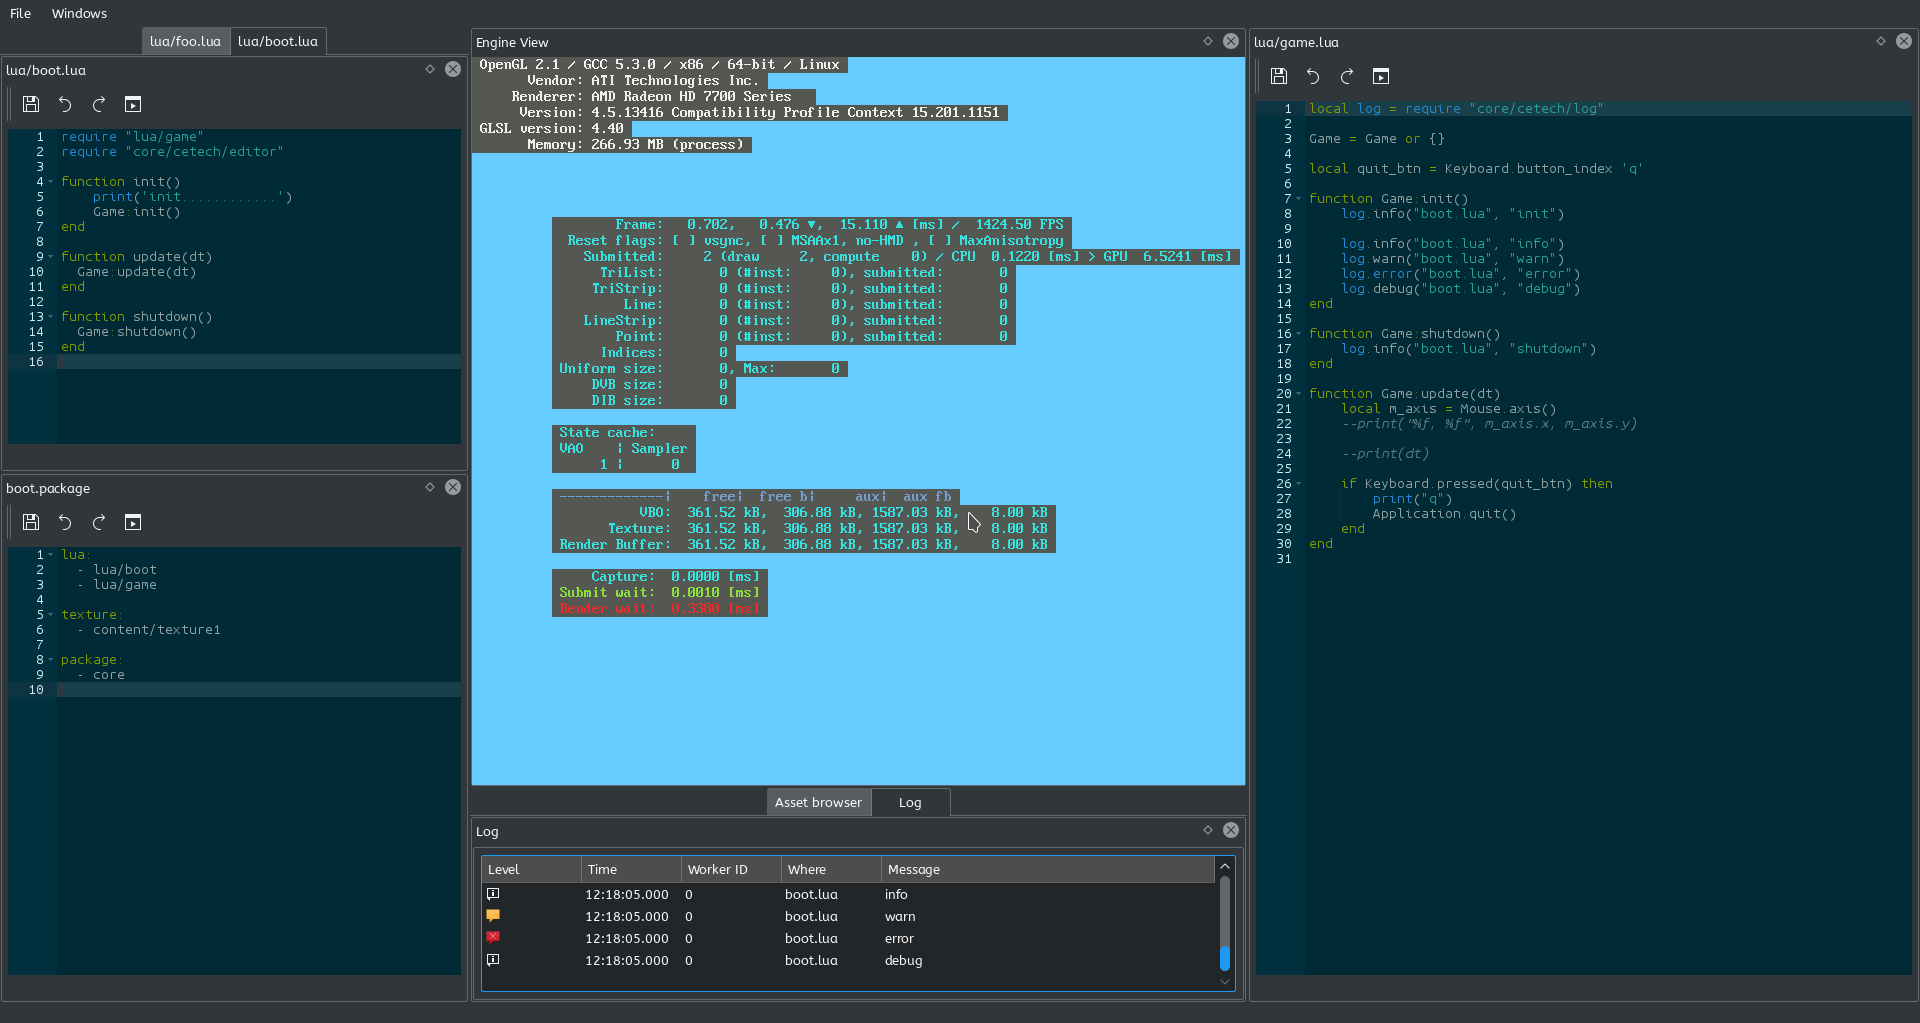 File Windows
lua/foo.lua lua/boot.lua
lua/boot.lua
1 require "lua/game"
2 require "core/cetech/editor"
3
4 function init()
5 print('init............')
6 Game:init()
7 end
8
9 function update(dt)
10 Game:update(dt)
11 end
12
13 function shutdown()
14 Game:shutdown()
15 end
16
boot.package
1 lua:
2 - lua/boot
3 - lua/game
4
5 texture:
6 - content/texture1
7
8 package:
9 - core
10
Engine View
OpenGL 2.1 / GCC 5.3.0 / x86 / 64-bit / Linux
Vendor: ATI Technologies Inc.
Renderer: AMD Radeon HD 7700 Series
Version: 4.5.13416 Compatibility Profile Context 15.201.1151
GLSL version: 4.40
Memory: 266.93 MB (process)
Frame: 0.702, 0.476 ▼, 15.110 ▲ [ms] / 1424.50 FPS
Reset flags: [ ] vsync, [ ] MSAAx1, no-HMD , [ ] MaxAnisotropy
Submitted: 2 (draw 2, compute 0) / CPU 0.1220 [ms] > GPU 6.5241 [ms]
TriList: 0 (#inst: 0), submitted: 0
TriStrip: 0 (#inst: 0), submitted: 0
Line: 0 (#inst: 0), submitted: 0
LineStrip: 0 (#inst: 0), submitted: 0
Point: 0 (#inst: 0), submitted: 0
Indices: 0
Uniform size: 0, Max: 0
DVB size: 0
DIB size: 0
State cache:
VAO | Sampler
1 | 0
-------------| free| free b| aux| aux fb
VBO: 361.52 kB, 306.88 kB, 1587.03 kB, 8.00 kB
Texture: 361.52 kB, 306.88 kB, 1587.03 kB, 8.00 kB
Render Buffer: 361.52 kB, 306.88 kB, 1587.03 kB, 8.00 kB
Capture: 0.0000 [ms]
Submit wait: 0.0010 [ms]
Render wait: 0.3380 [ms]
Asset browser Log
Log
Level Time Worker ID Where Message
12:18:05.000 0 boot.lua info
12:18:05.000 0 boot.lua warn
12:18:05.000 0 boot.lua error
12:18:05.000 0 boot.lua debug
lua/game.lua
1 local log = require "core/cetech/log"
2
3 Game = Game or {}
4
5 local quit_btn = Keyboard.button_index 'q'
6
7 function Game:init()
8 log.info("boot.lua", "init")
9
10 log.info("boot.lua", "info")
11 log.warn("boot.lua", "warn")
12 log.error("boot.lua", "error")
13 log.debug("boot.lua", "debug")
14 end
15
16 function Game:shutdown()
17 log.info("boot.lua", "shutdown")
18 end
19
20 function Game:update(dt)
21 local m_axis = Mouse.axis()
22 --print("%f, %f", m_axis.x, m_axis.y)
23
24 --print(dt)
25
26 if Keyboard.pressed(quit_btn) then
27 print("q")
28 Application.quit()
29 end
30 end
31